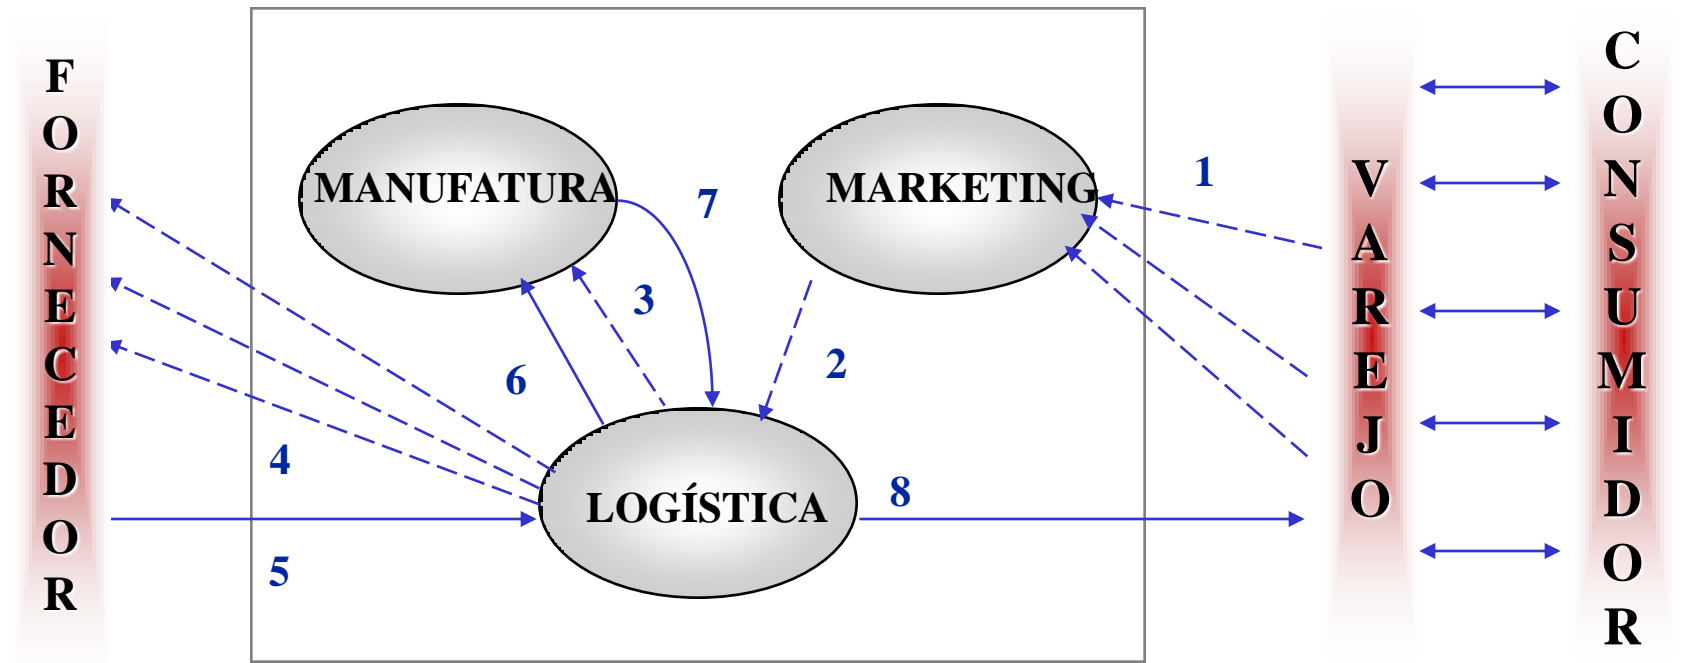 FORNECEDOR
MANUFATURA
MARKETING
LOGÍSTICA
1
2
3
4
5
6
7
8
VAREJO
CONSUMIDOR